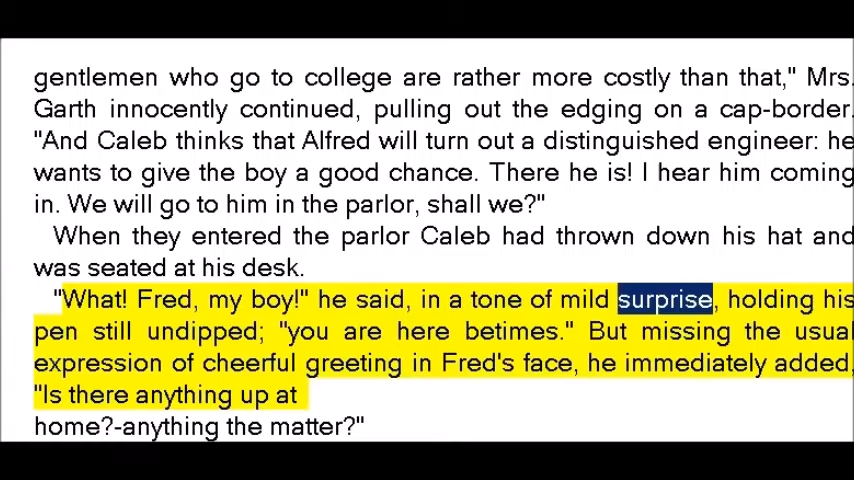 gentlemen who go to college are rather more costly than that," Mrs.
Garth innocently continued, pulling out the edging on a cap-border.
"And Caleb thinks that Alfred will turn out a distinguished engineer: he
wants to give the boy a good chance. There he is! I hear him coming
in. We will go to him in the parlor, shall we?"
When they entered the parlor Caleb had thrown down his hat and
was seated at his desk.
"What! Fred, my boy!" he said, in a tone of mild surprise, holding his
pen still undipped; "you are here betimes." But missing the usual
expression of cheerful greeting in Fred's face, he immediately added,
"Is there anything up at
home?-anything the matter?"